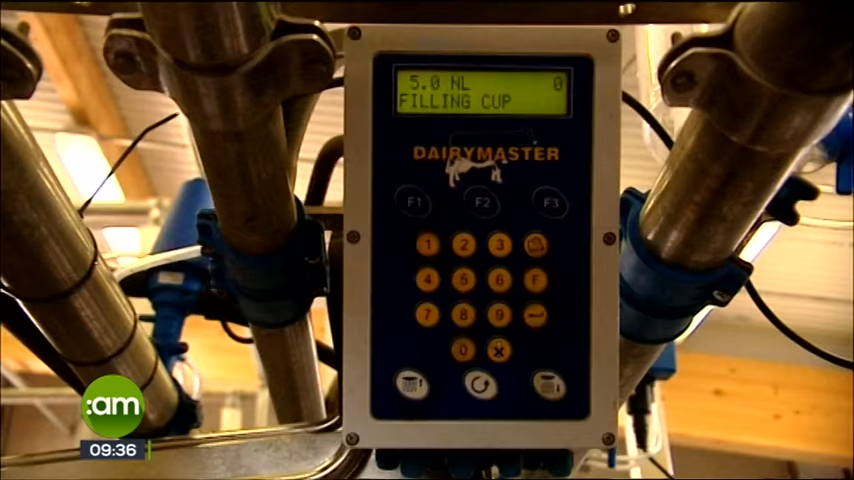 5.0 NL 0
FILLING CUP
DAIRYMASTER
F1 F2 F3
1 2 3
4 5 6 F
7 8 9
0 X
:am
09:36